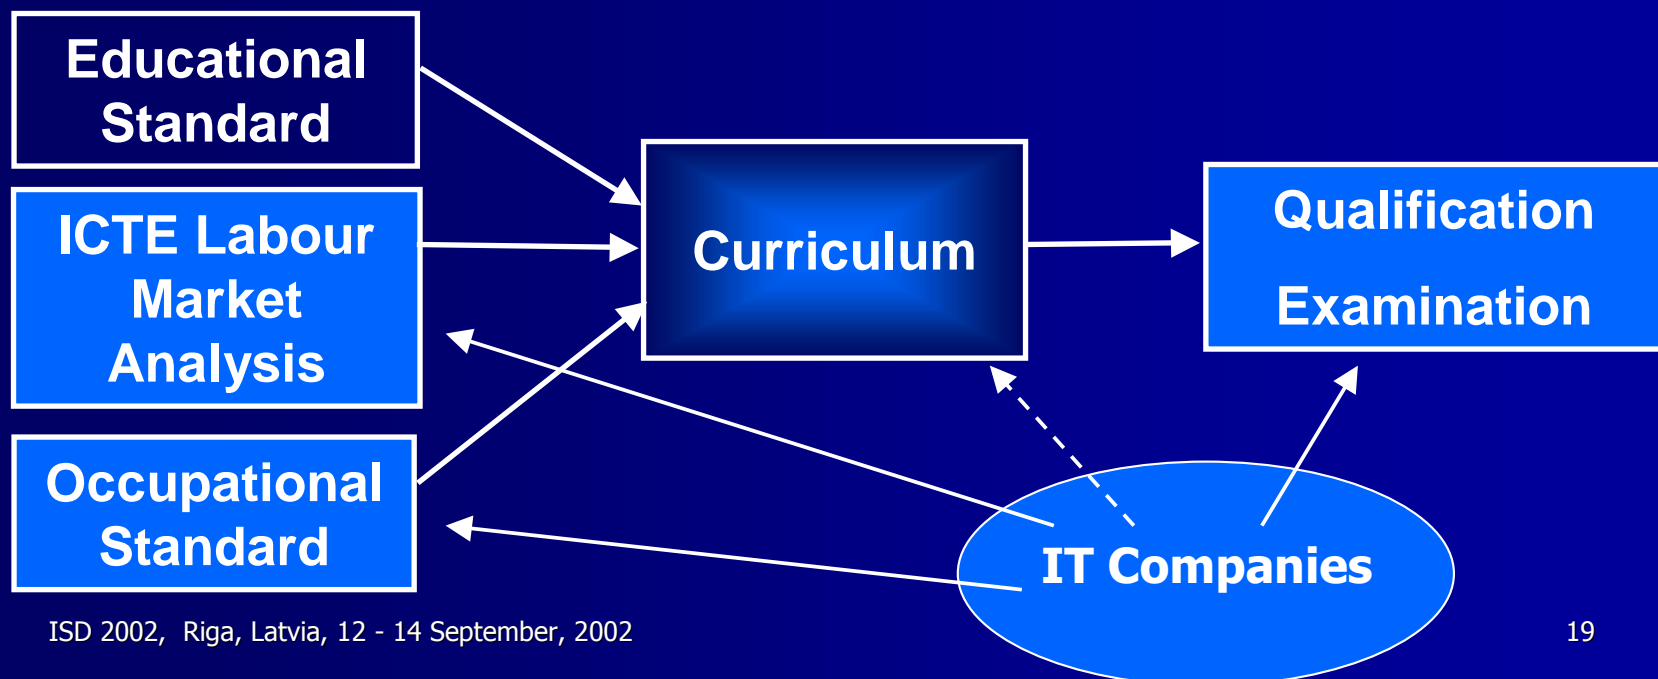 Educational
Standard
ICTE Labour
Market
Analysis
Occupational
Standard
Curriculum
Qualification
Examination
IT Companies
ISD 2002, Riga, Latvia, 12 - 14 September, 2002
19